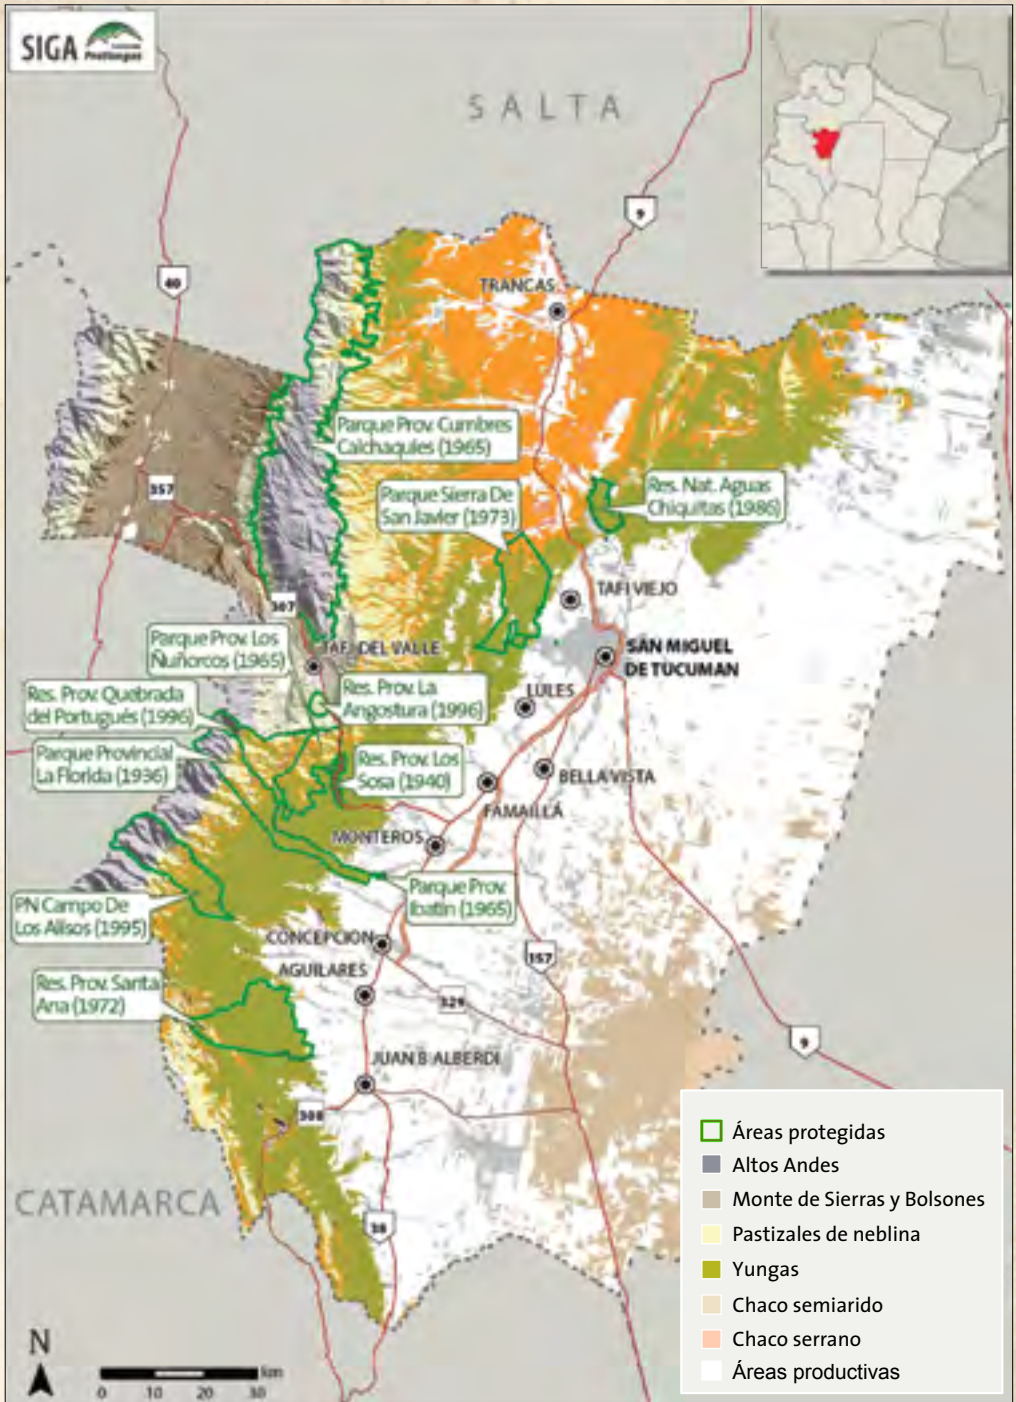 SIGA ProYungas
SALTA
9
40
TRANCAS
Parque Prov. Cumbres
Calchaquíes (1965)
357
Parque Sierra De
San Javier (1973)
Res. Nat. Aguas
Chiquitas (1986)
TAFI VIEJO
307
Parque Prov. Los
Ñuñorcos (1965)
TAFI DEL VALLE
SAN MIGUEL
DE TUCUMAN
Res. Prov. Quebrada
del Portugués (1996)
Res. Prov. La
Angostura (1996)
LULES
Parque Provincial
La Florida (1936)
Res. Prov. Los
Sosa (1940)
BELLA VISTA
FAMAILLÁ
MONTEROS
PN Campo De
Los Alisos (1995)
Parque Prov.
Ibatín (1965)
CONCEPCION
157
AGUILARES
Res. Prov. Santa
Ana (1972)
329
9
JUAN B ALBERDI
308
CATAMARCA
38
Áreas protegidas
Altos Andes
Monte de Sierras y Bolsones
Pastizales de neblina
Yungas
Chaco semiarido
Chaco serrano
Áreas productivas
N
km
0 10 20 30